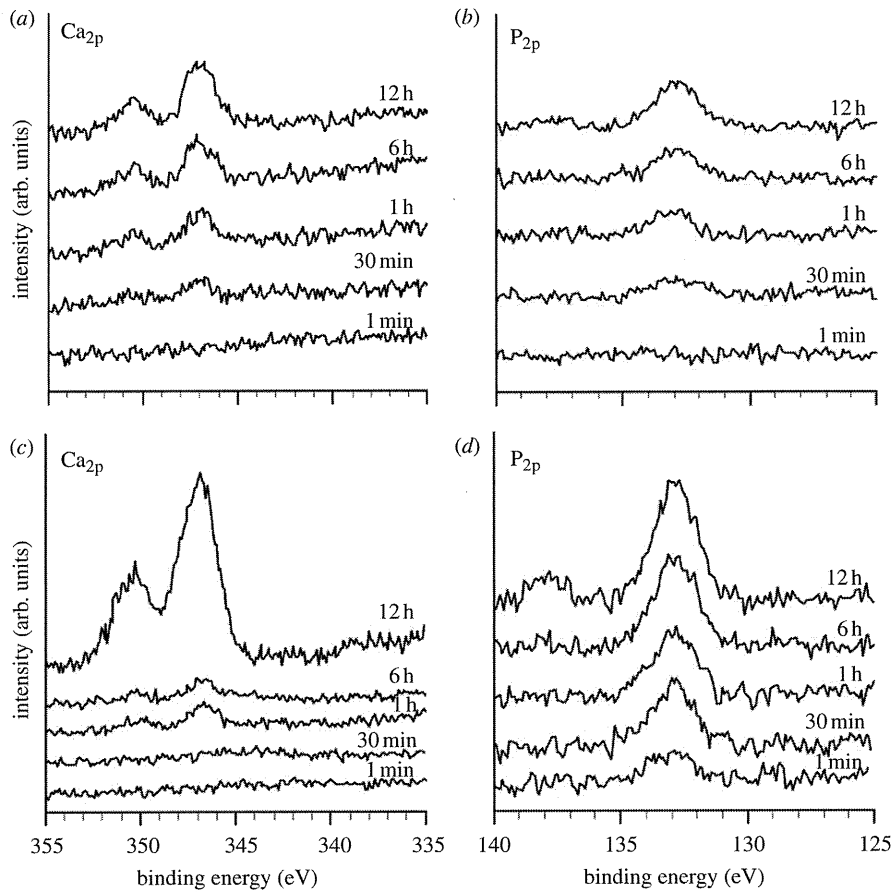 (a)
Ca2p
12 h
6 h
1 h
30 min
1 min
intensity (arb. units)
(b)
P2p
12 h
6 h
1 h
30 min
1 min
(c)
Ca2p
12 h
6 h
1 h
30 min
1 min
intensity (arb. units)
355 350 345 340 335
binding energy (eV)
(d)
P2p
12 h
6 h
1 h
30 min
1 min
140 135 130 125
binding energy (eV)